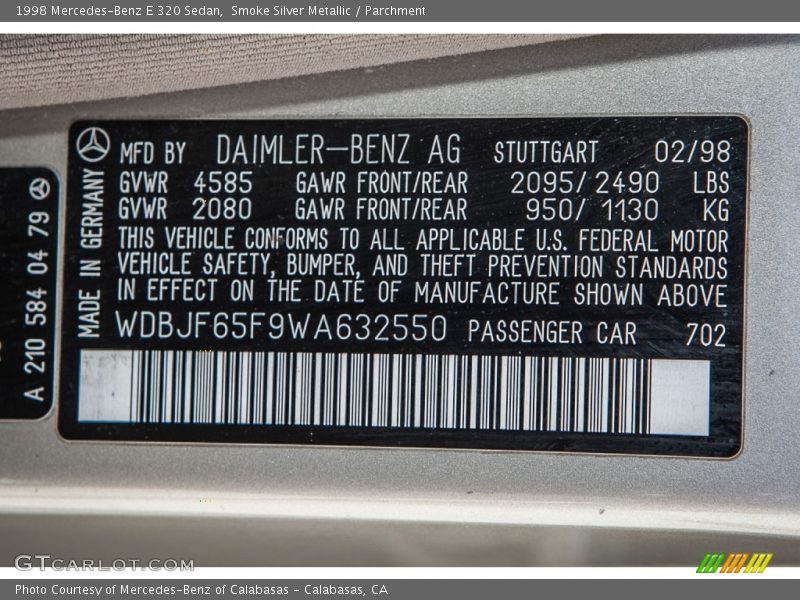 1998 Mercedes-Benz E 320 Sedan,  Smoke Silver Metallic / Parchment
MFD BY DAIMLER-BENZ AG STUTTGART 02/98
GVWR 4585 GAWR FRONT/REAR 2095/2490 LBS
GVWR 2080 GAWR FRONT/REAR 950/1130 KG
THIS VEHICLE CONFORMS TO ALL APPLICABLE U.S. FEDERAL MOTOR
VEHICLE SAFETY, BUMPER, AND THEFT PREVENTION STANDARDS
IN EFFECT ON THE DATE OF MANUFACTURE SHOWN ABOVE
WDBJF65F9WA632550 PASSENGER CAR 702
MADE IN GERMANY
A 210 584 04 79
GTCARLOT.COM
Photo Courtesy of Mercedes-Benz of Calabasas - Calabasas, CA